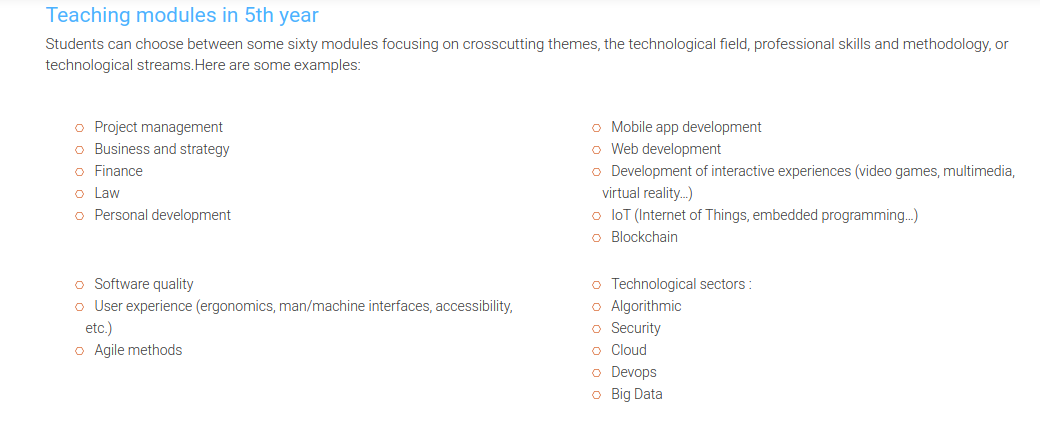 Teaching modules in 5th year
Students can choose between some sixty modules focusing on crosscutting themes, the technological field, professional skills and methodology, or
technological streams.Here are some examples:
Project management
Business and strategy
Finance
Law
Personal development
Mobile app development
Web development
Development of interactive experiences (video games, multimedia,
virtual reality...)
IoT (Internet of Things, embedded programming...)
Blockchain
Software quality
User experience (ergonomics, man/machine interfaces, accessibility,
etc.)
Agile methods
Technological sectors :
Algorithmic
Security
Cloud
Devops
Big Data